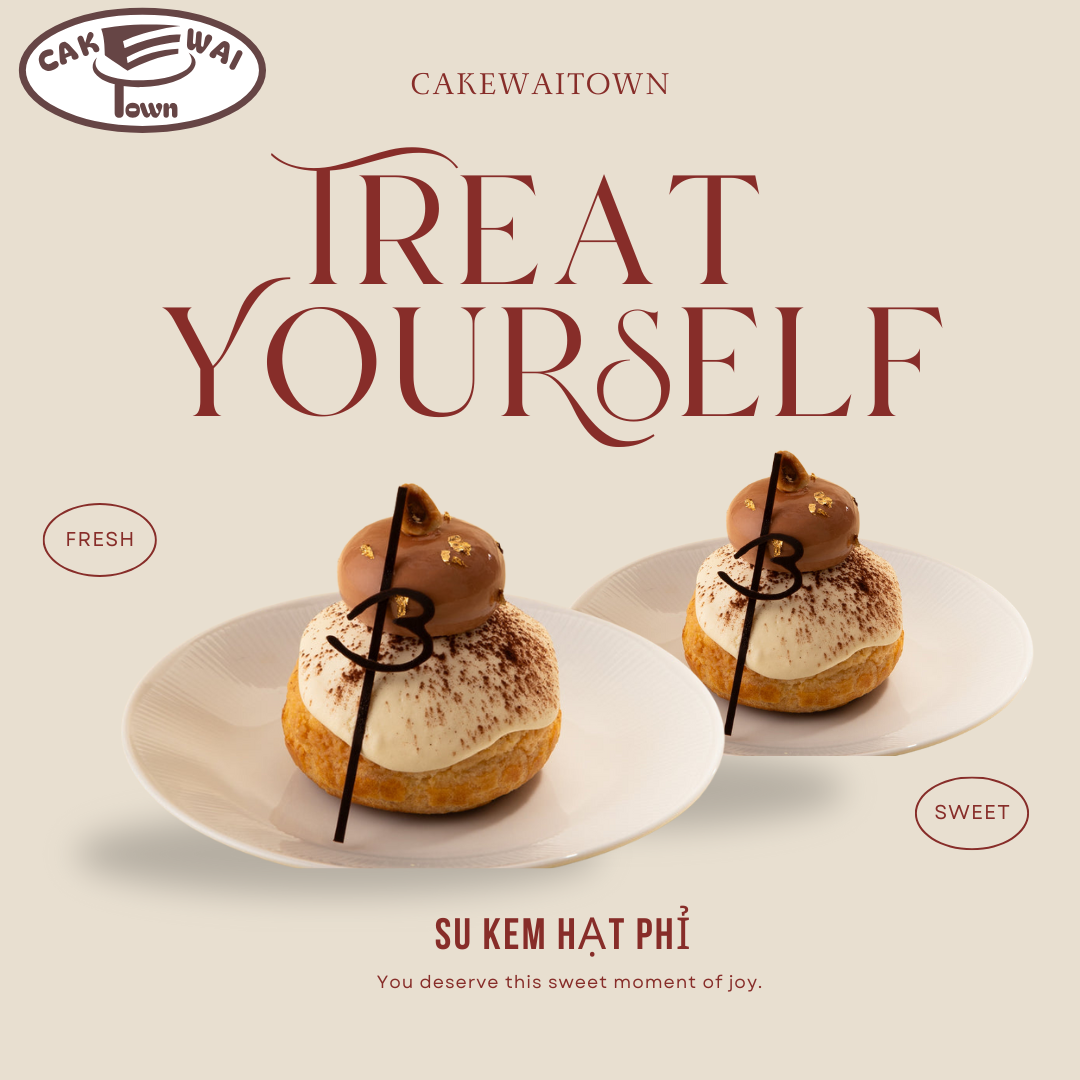 CAKEWAI
Town
CAKEWAITOWN
TREAT
YOURSELF
FRESH
SWEET
SU KEM HẠT PHỈ
You deserve this sweet moment of joy.